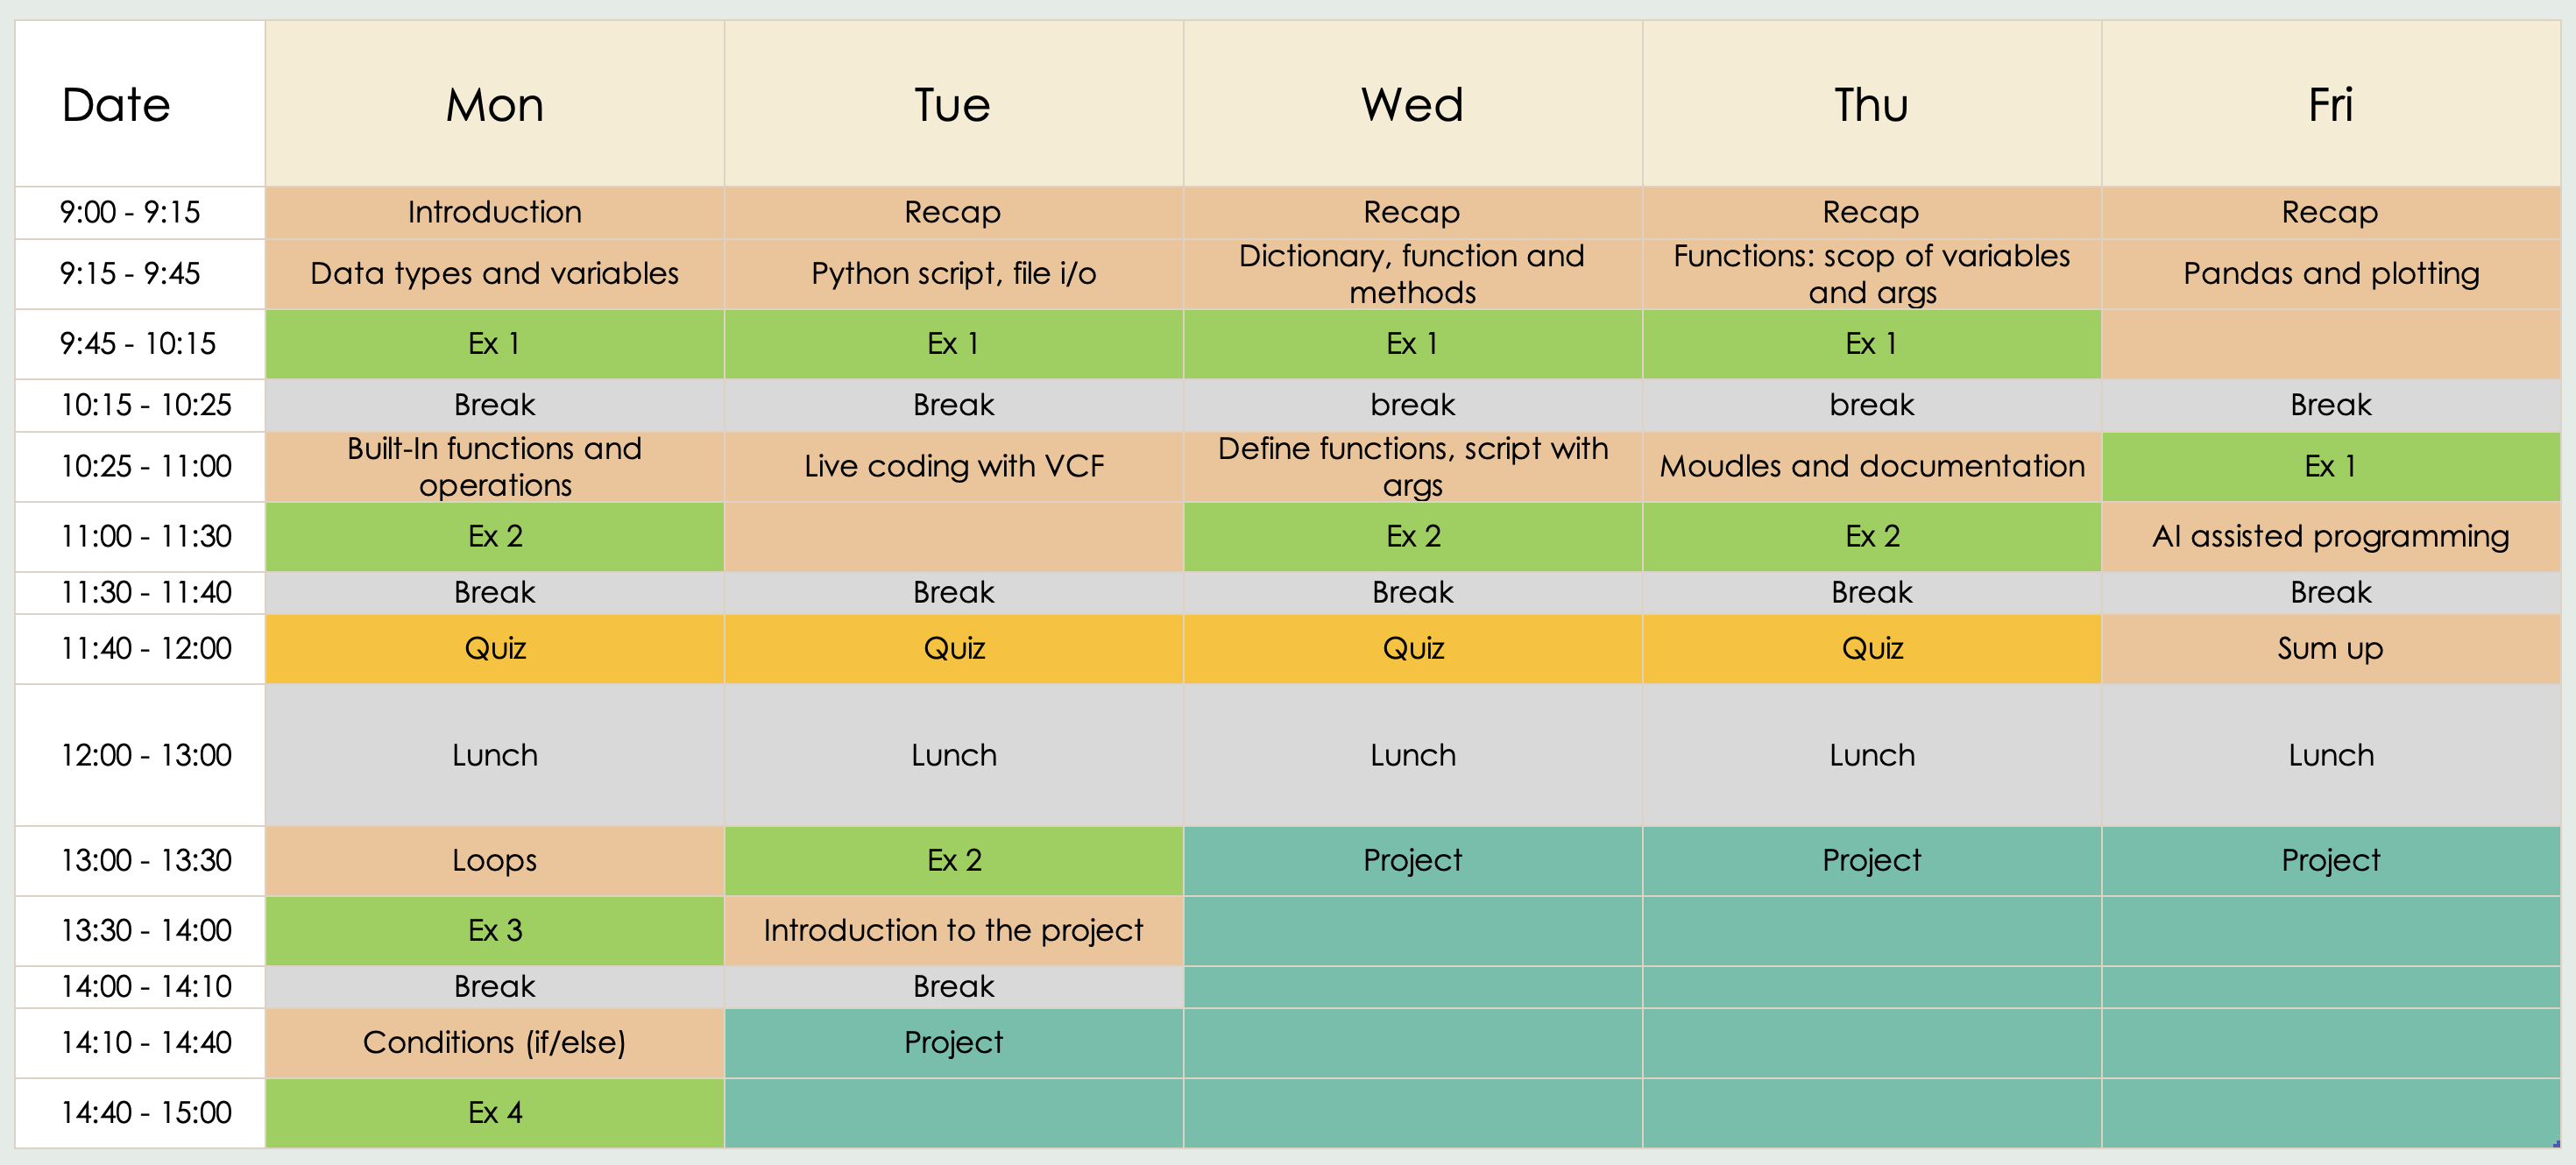 Date Mon Tue Wed Thu Fri
9:00 - 9:15 Introduction Recap Recap Recap Recap
9:15 - 9:45 Data types and variables Python script, file i/o Dictionary, function and methods Functions: scop of variables and args Pandas and plotting
9:45 - 10:15 Ex 1 Ex 1 Ex 1 Ex 1
10:15 - 10:25 Break Break break break Break
10:25 - 11:00 Built-In functions and operations Live coding with VCF Define functions, script with args Moudles and documentation Ex 1
11:00 - 11:30 Ex 2 Ex 2 Ex 2 AI assisted programming
11:30 - 11:40 Break Break Break Break Break
11:40 - 12:00 Quiz Quiz Quiz Quiz Sum up
12:00 - 13:00 Lunch Lunch Lunch Lunch Lunch
13:00 - 13:30 Loops Ex 2 Project Project Project
13:30 - 14:00 Ex 3 Introduction to the project
14:00 - 14:10 Break Break
14:10 - 14:40 Conditions (if/else) Project
14:40 - 15:00 Ex 4